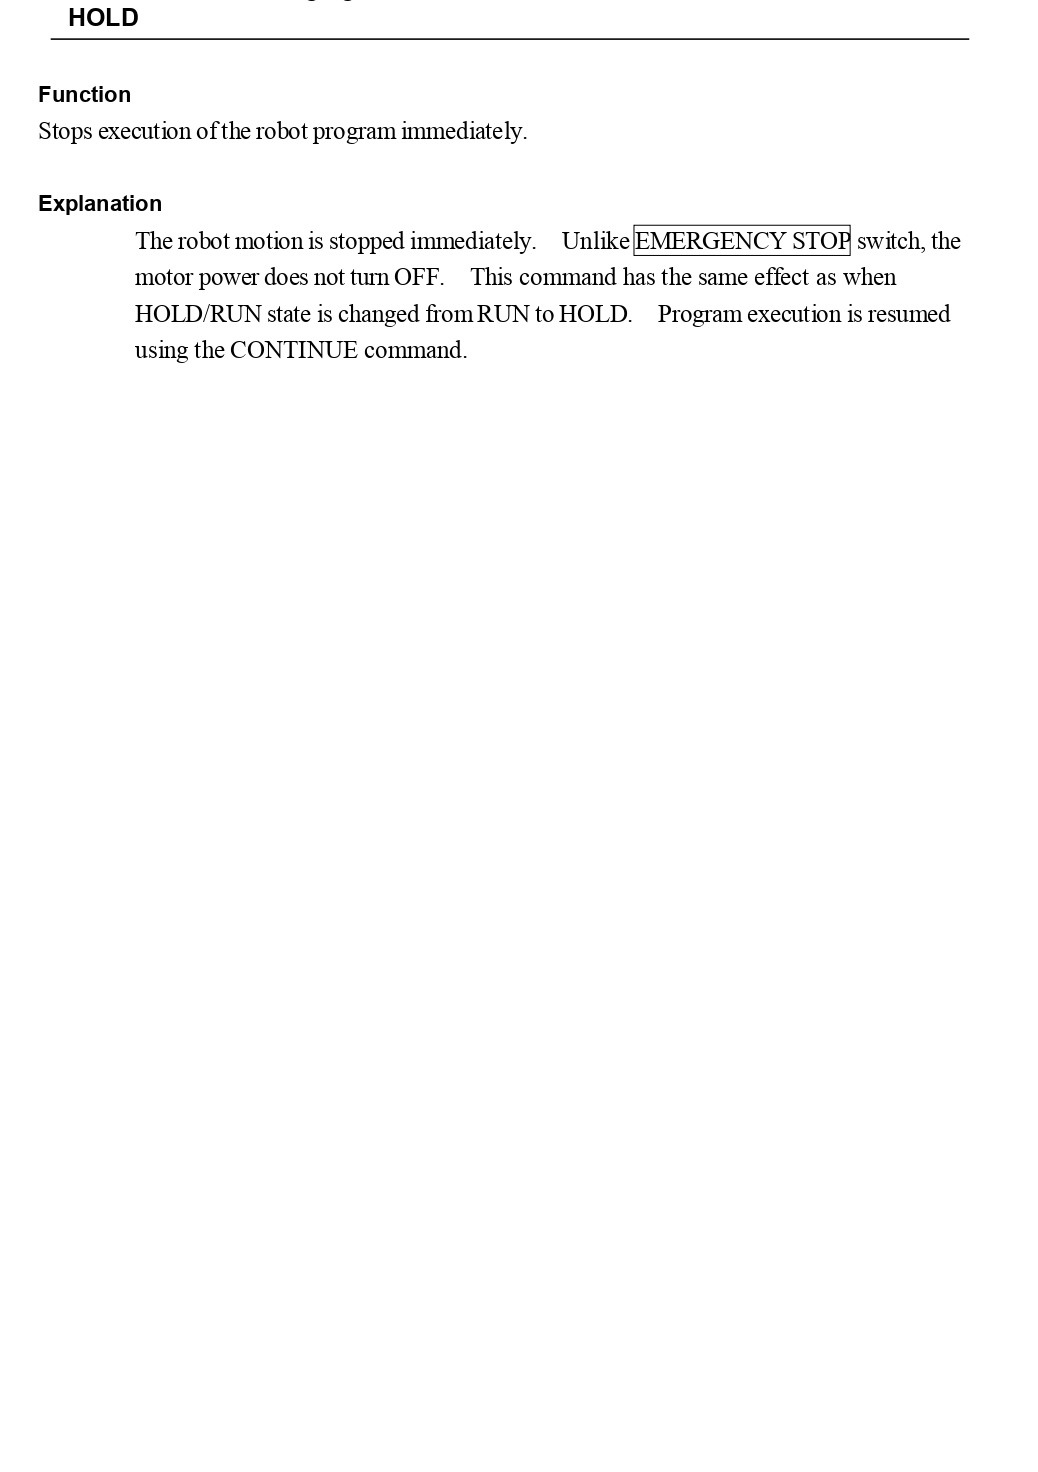 HOLD
Function
Stops execution of the robot program immediately.
Explanation
The robot motion is stopped immediately. Unlike EMERGENCY STOP switch, the
motor power does not turn OFF. This command has the same effect as when
HOLD/RUN state is changed from RUN to HOLD. Program execution is resumed
using the CONTINUE command.